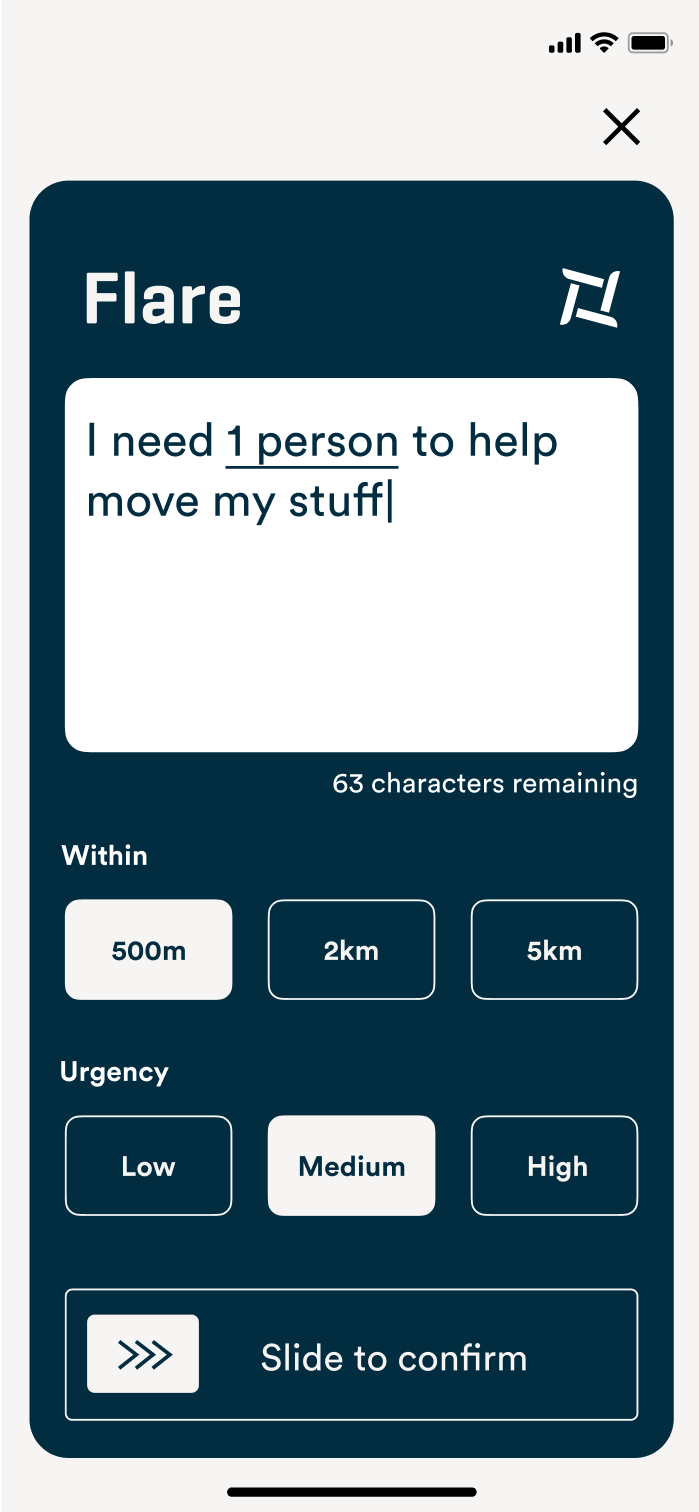 Flare
I need 1 person to help
move my stuff
63 characters remaining
Within
500m 2km 5km
Urgency
Low Medium High
Slide to confirm